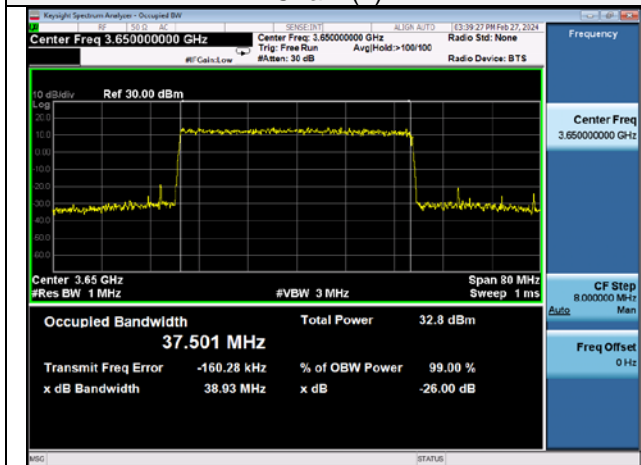 Keysight Spectrum Analyzer - Occupied BW
RF 50 Ω AC SENSE:INT ALIGN AUTO 03:39:27 PM Feb 27, 2024
Center Freq 3.650000000 GHz
Center Freq: 3.650000000 GHz
Radio Std: None
Trig: Free Run Avg|Hold:>100/100
#IFGain:Low #Atten: 30 dB
Radio Device: BTS
Frequency
10 dB/div Ref 30.00 dBm
Log
20.0
10.0
0.00
10.0
20.0
30.0
40.0
50.0
60.0
Center 3.65 GHz Span 80 MHz
#Res BW 1 MHz #VBW 3 MHz Sweep 1 ms
Occupied Bandwidth Total Power 32.8 dBm
37.501 MHz
Transmit Freq Error -160.28 kHz % of OBW Power 99.00 %
x dB Bandwidth 38.93 MHz x dB -26.00 dB
Center Freq
3.650000000 GHz
CF Step
8.000000 MHz
Auto Man
Freq Offset
0 Hz
MSG STATUS